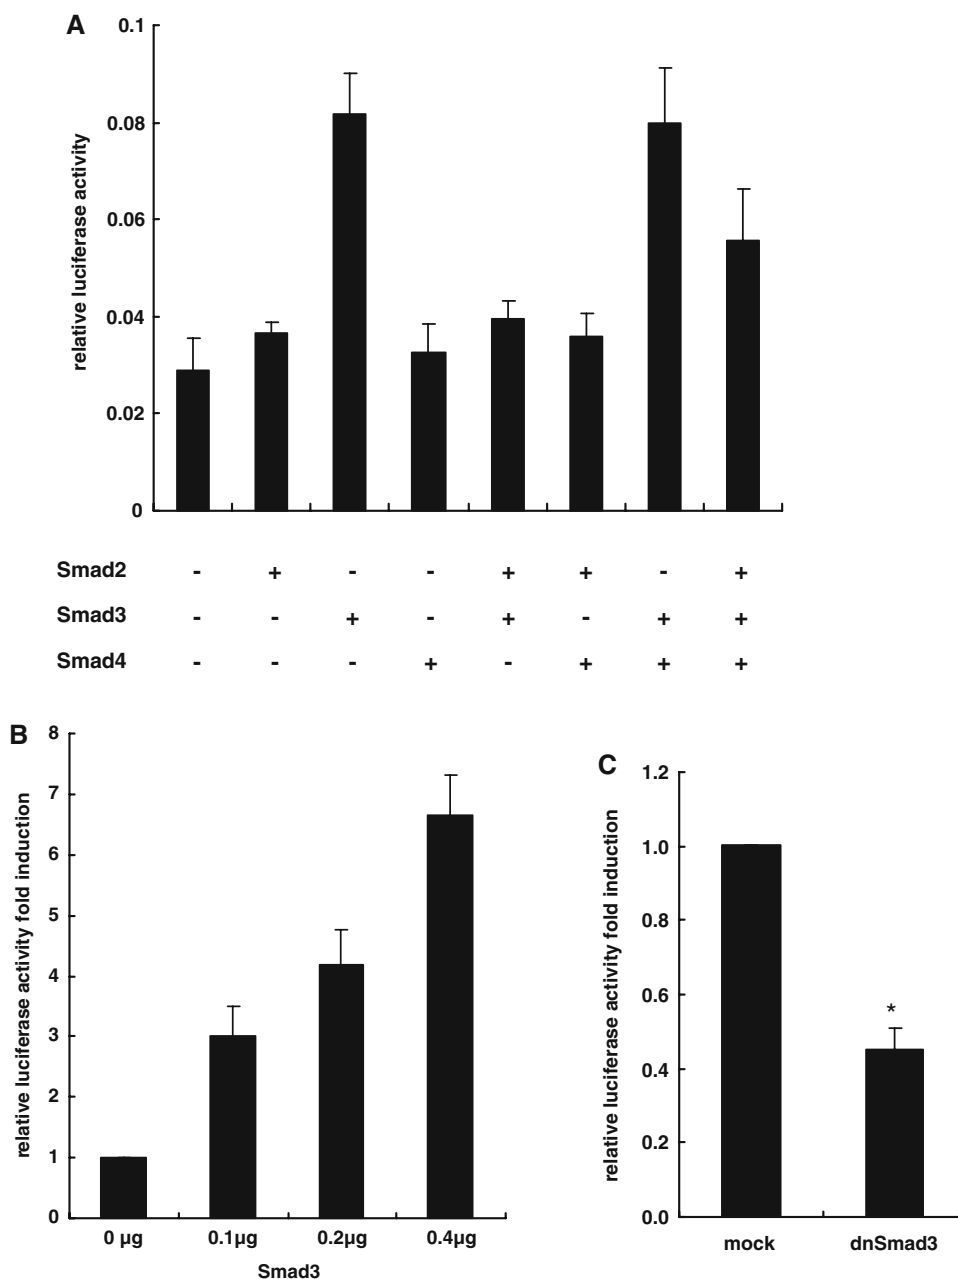 A
relative luciferase activity
0.1
0.08
0.06
0.04
0.02
0
Smad2 - + - - + + - +
Smad3 - - + - + - + +
Smad4 - - - + - + + +
B
relative luciferase activity fold induction
8
7
6
5
4
3
2
1
0
0 µg 0.1µg 0.2µg 0.4µg
Smad3
C
relative luciferase activity fold induction
1.2
1.0
0.8
0.6
0.4
0.2
0.0
*
mock dnSmad3